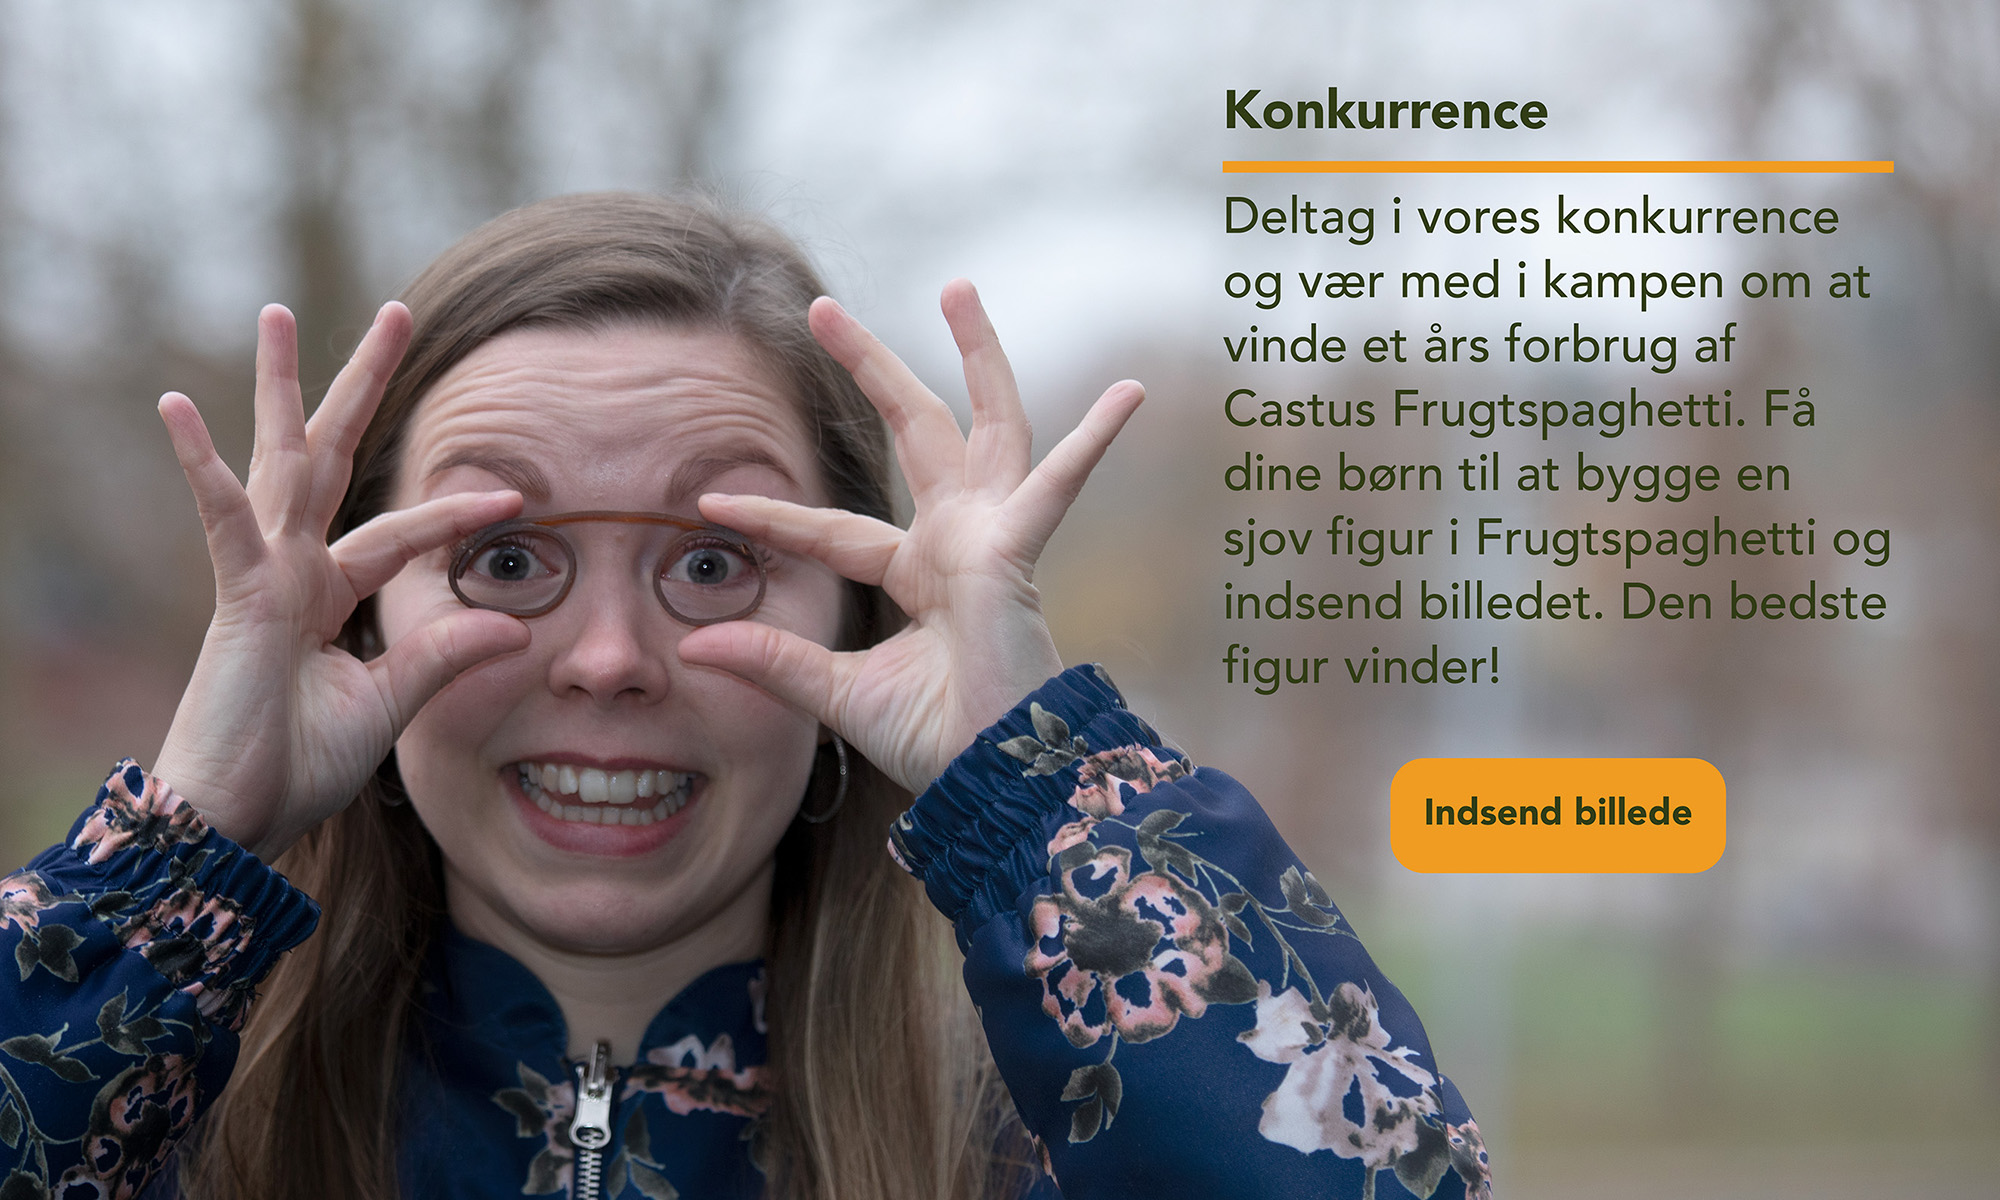 Konkurrence
Deltag i vores konkurrence
og vær med i kampen om at
vinde et års forbrug af
Castus Frugtspaghetti. Få
dine børn til at bygge en
sjov figur i Frugtspaghetti og
indsend billedet. Den bedste
figur vinder!
Indsend billede